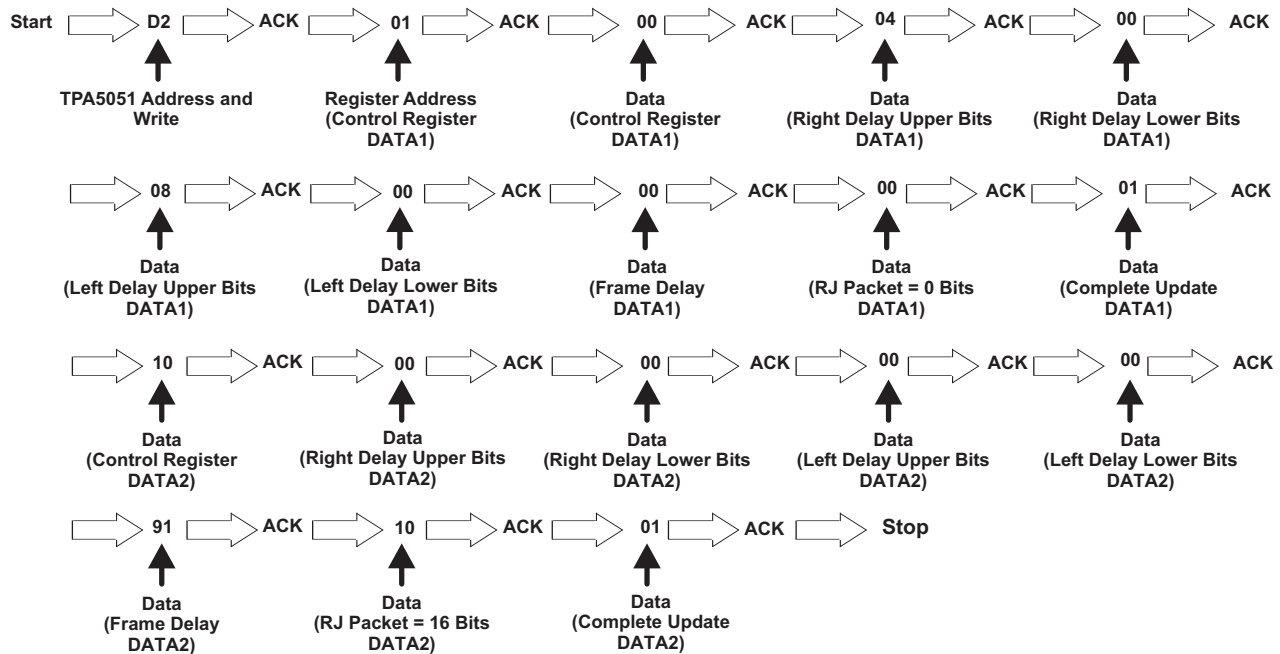 Start D2 ACK 01 ACK 00 ACK 04 ACK 00 ACK
TPA5051 Address and
Write
Register Address
(Control Register
DATA1)
Data
(Control Register
DATA1)
Data
(Right Delay Upper Bits
DATA1)
Data
(Right Delay Lower Bits
DATA1)
08 ACK 00 ACK 00 ACK 00 ACK 01 ACK
Data
(Left Delay Upper Bits
DATA1)
Data
(Left Delay Lower Bits
DATA1)
Data
(Frame Delay
DATA1)
Data
(RJ Packet = 0 Bits
DATA1)
Data
(Complete Update
DATA1)
10 ACK 00 ACK 00 ACK 00 ACK 00 ACK
Data
(Control Register
DATA2)
Data
(Right Delay Upper Bits
DATA2)
Data
(Right Delay Lower Bits
DATA2)
Data
(Left Delay Upper Bits
DATA2)
Data
(Left Delay Lower Bits
DATA2)
91 ACK 10 ACK 01 ACK Stop
Data
(Frame Delay
DATA2)
Data
(RJ Packet = 16 Bits
DATA2)
Data
(Complete Update
DATA2)